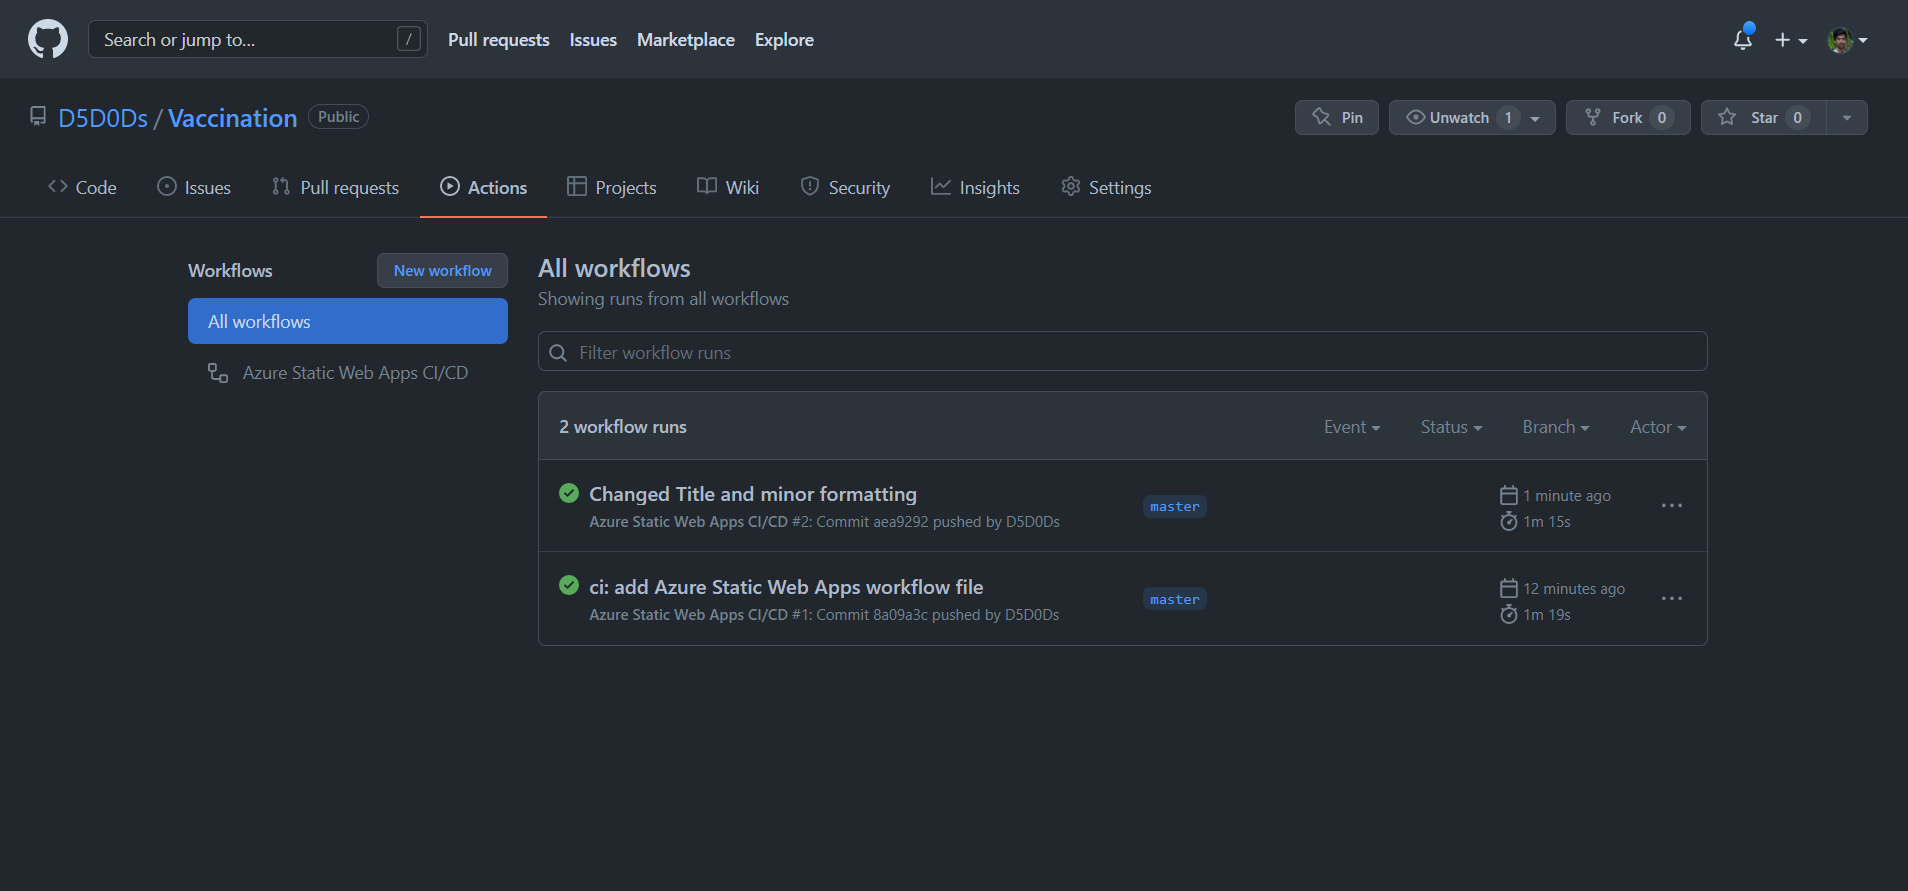 Search or jump to... /
Pull requests Issues Marketplace Explore
D5D0Ds / Vaccination Public
Pin Unwatch 1 Fork 0 Star 0
Code Issues Pull requests Actions Projects Wiki Security Insights Settings
Workflows
New workflow
All workflows
Azure Static Web Apps CI/CD
All workflows
Showing runs from all workflows
Filter workflow runs
2 workflow runs
Event Status Branch Actor
Changed Title and minor formatting
Azure Static Web Apps CI/CD #2: Commit aea9292 pushed by D5D0Ds
master
1 minute ago
1m 15s
ci: add Azure Static Web Apps workflow file
Azure Static Web Apps CI/CD #1: Commit 8a09a3c pushed by D5D0Ds
master
12 minutes ago
1m 19s